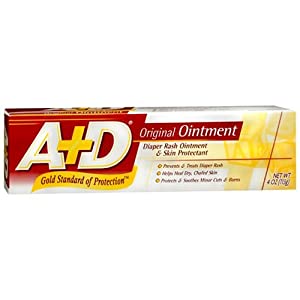 A+D®
Gold Standard of Protection™
Original Ointment
Diaper Rash Ointment
& Skin Protectant
• Prevents & Treats Diaper Rash
• Helps Heal Dry, Chafed Skin
• Protects & Soothes Minor Cuts & Burns
NET WT
4 OZ (113g)